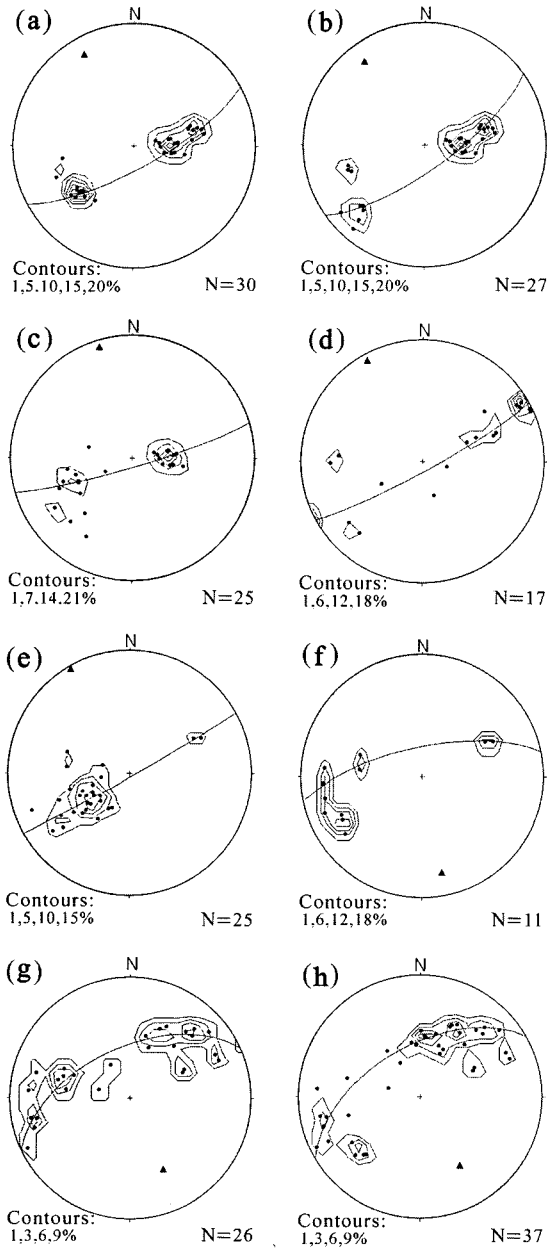 (a) N (b) N
Contours: Contours:
1,5,10,15,20% N=30 1,5,10,15,20% N=27
(c) N (d) N
Contours: Contours:
1,7,14,21% N=25 1,6,12,18% N=17
(e) N (f) N
Contours: Contours:
1,5,10,15% N=25 1,6,12,18% N=11
(g) N (h) N
Contours: Contours:
1,3,6,9% N=26 1,3,6,9% N=37